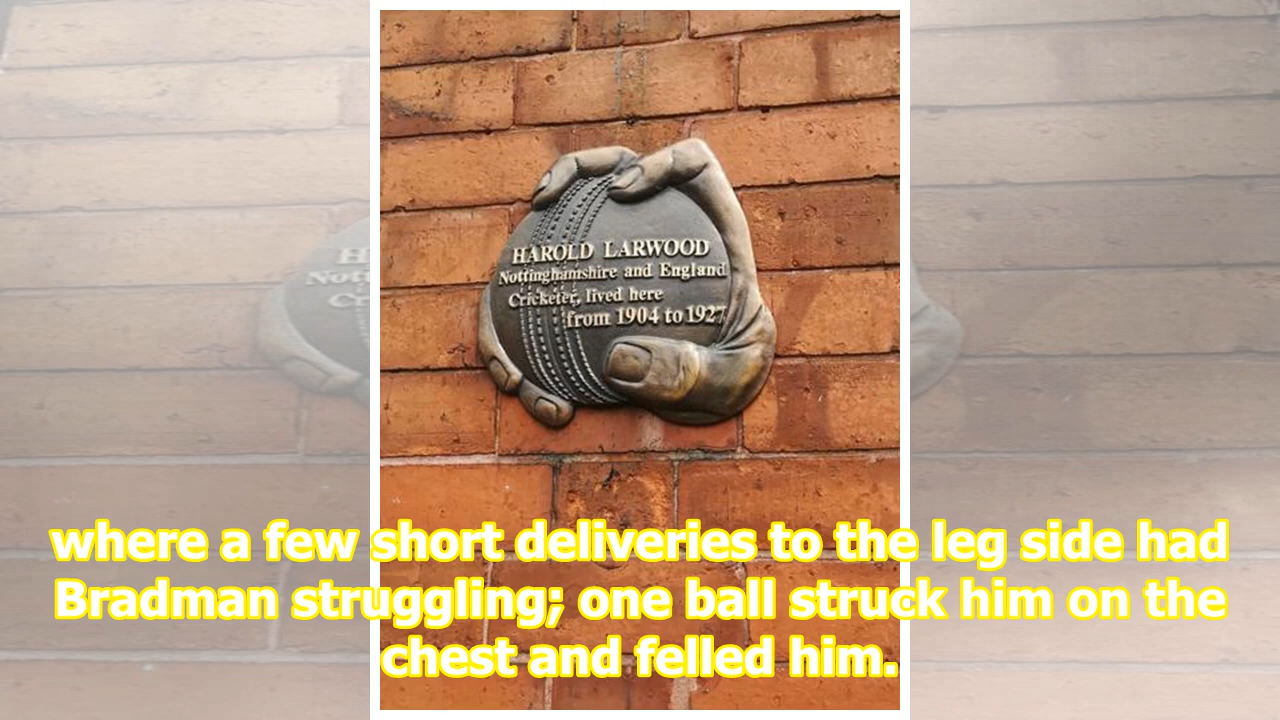 HAROLD LARWOOD
Nottinghamshire and England
Cricketer, lived here
from 1904 to 1927
where a few short deliveries to the leg side had
Bradman struggling; one ball struck him on the
chest and felled him.